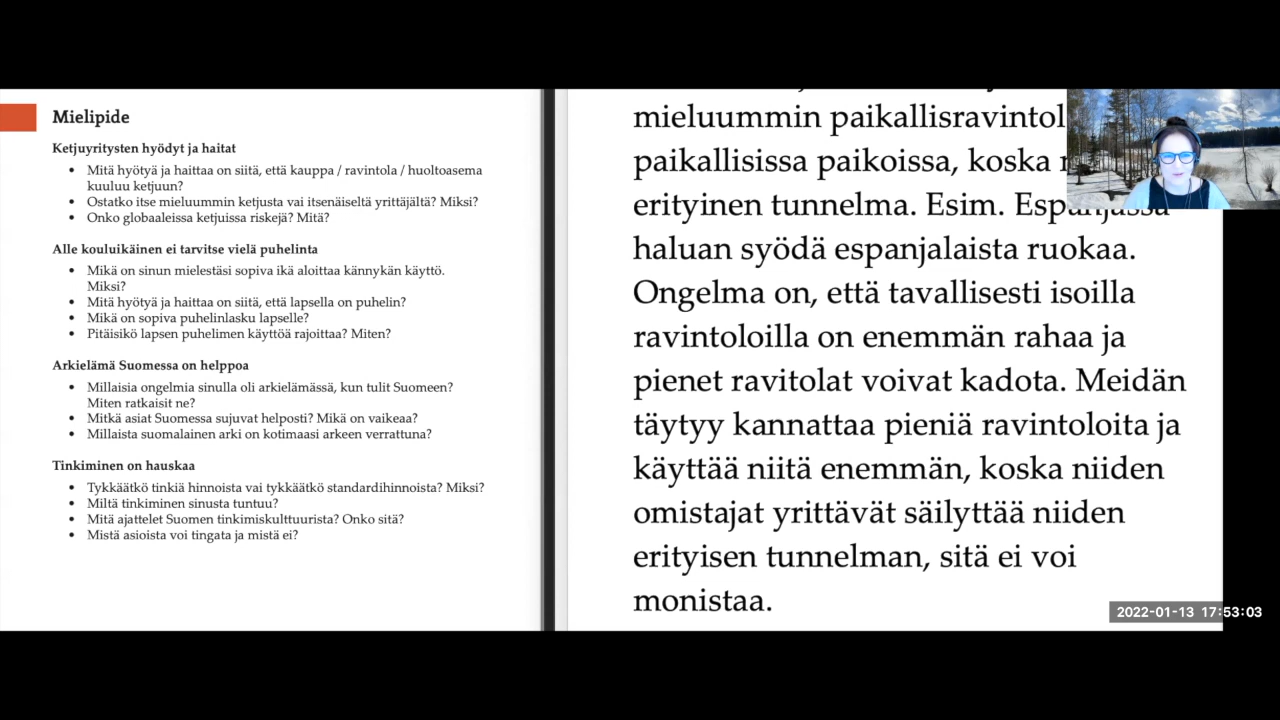 Mielipide
Ketjuyritysten hyödyt ja haitat
• Mitä hyötyä ja haittaa on siitä, että kauppa / ravintola / huoltoasema
kuuluu ketjuun?
• Ostatko itse mieluummin ketjusta vai itsenäiseltä yrittäjältä? Miksi?
• Onko globaaleissa ketjuissa riskejä? Mitä?
Alle kouluikäinen ei tarvitse vielä puhelinta
• Mikä on sinun mielestäsi sopiva ikä aloittaa kännykän käyttö.
Miksi?
• Mitä hyötyä ja haittaa on siitä, että lapsella on puhelin?
• Mikä on sopiva puhelinlasku lapselle?
• Pitäisikö lapsen puhelimen käyttöä rajoittaa? Miten?
Arkielämä Suomessa on helppoa
• Millaisia ongelmia sinulla oli arkielämässä, kun tulit Suomeen?
Miten ratkaisit ne?
• Mitkä asiat Suomessa sujuvat helposti? Mikä on vaikeaa?
• Millaista suomalainen arki on kotimaasi arkeen verrattuna?
Tinkiminen on hauskaa
• Tykkäätkö tinkiä hinnoista vai tykkäätkö standardihinnoista? Miksi?
• Miltä tinkiminen sinusta tuntuu?
• Mitä ajattelet Suomen tinkimiskulttuurista? Onko sitä?
• Mistä asioista voi tingata ja mistä ei?
mieluummin paikallisravintol
paikallisissa paikoissa, koska
erityinen tunnelma. Esim. Espanjassa
haluan syödä espanjalaista ruokaa.
Ongelma on, että tavallisesti isoilla
ravintoloilla on enemmän rahaa ja
pienet ravitolat voivat kadota. Meidän
täytyy kannattaa pieniä ravintoloita ja
käyttää niitä enemmän, koska niiden
omistajat yrittävät säilyttää niiden
erityisen tunnelman, sitä ei voi
monistaa.
2022-01-13 17:53:03